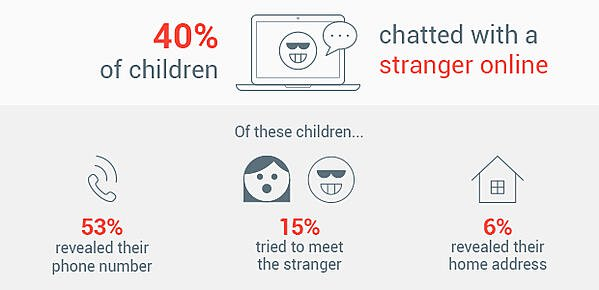 40%
of children
chatted with a
stranger online
Of these children...
53%
revealed their
phone number
15%
tried to meet
the stranger
6%
revealed their
home address